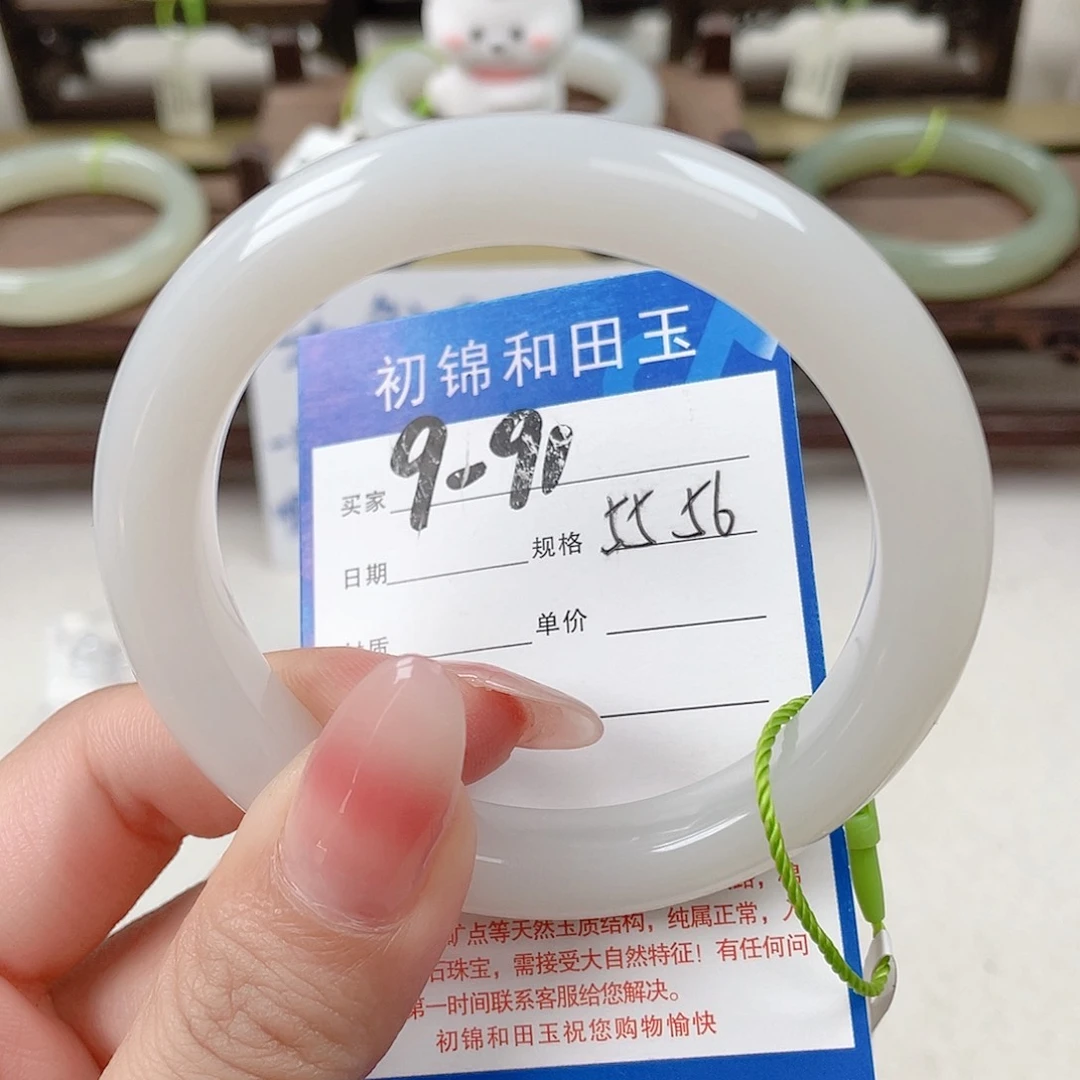 初锦和田玉
买家 9-91
日期 规格 55 56
单价
矿点等天然玉质结构，纯属正常，
石珠宝，需接受大自然特征！有任何问
第一时间联系客服给您解决。
初锦和田玉祝您购物愉快